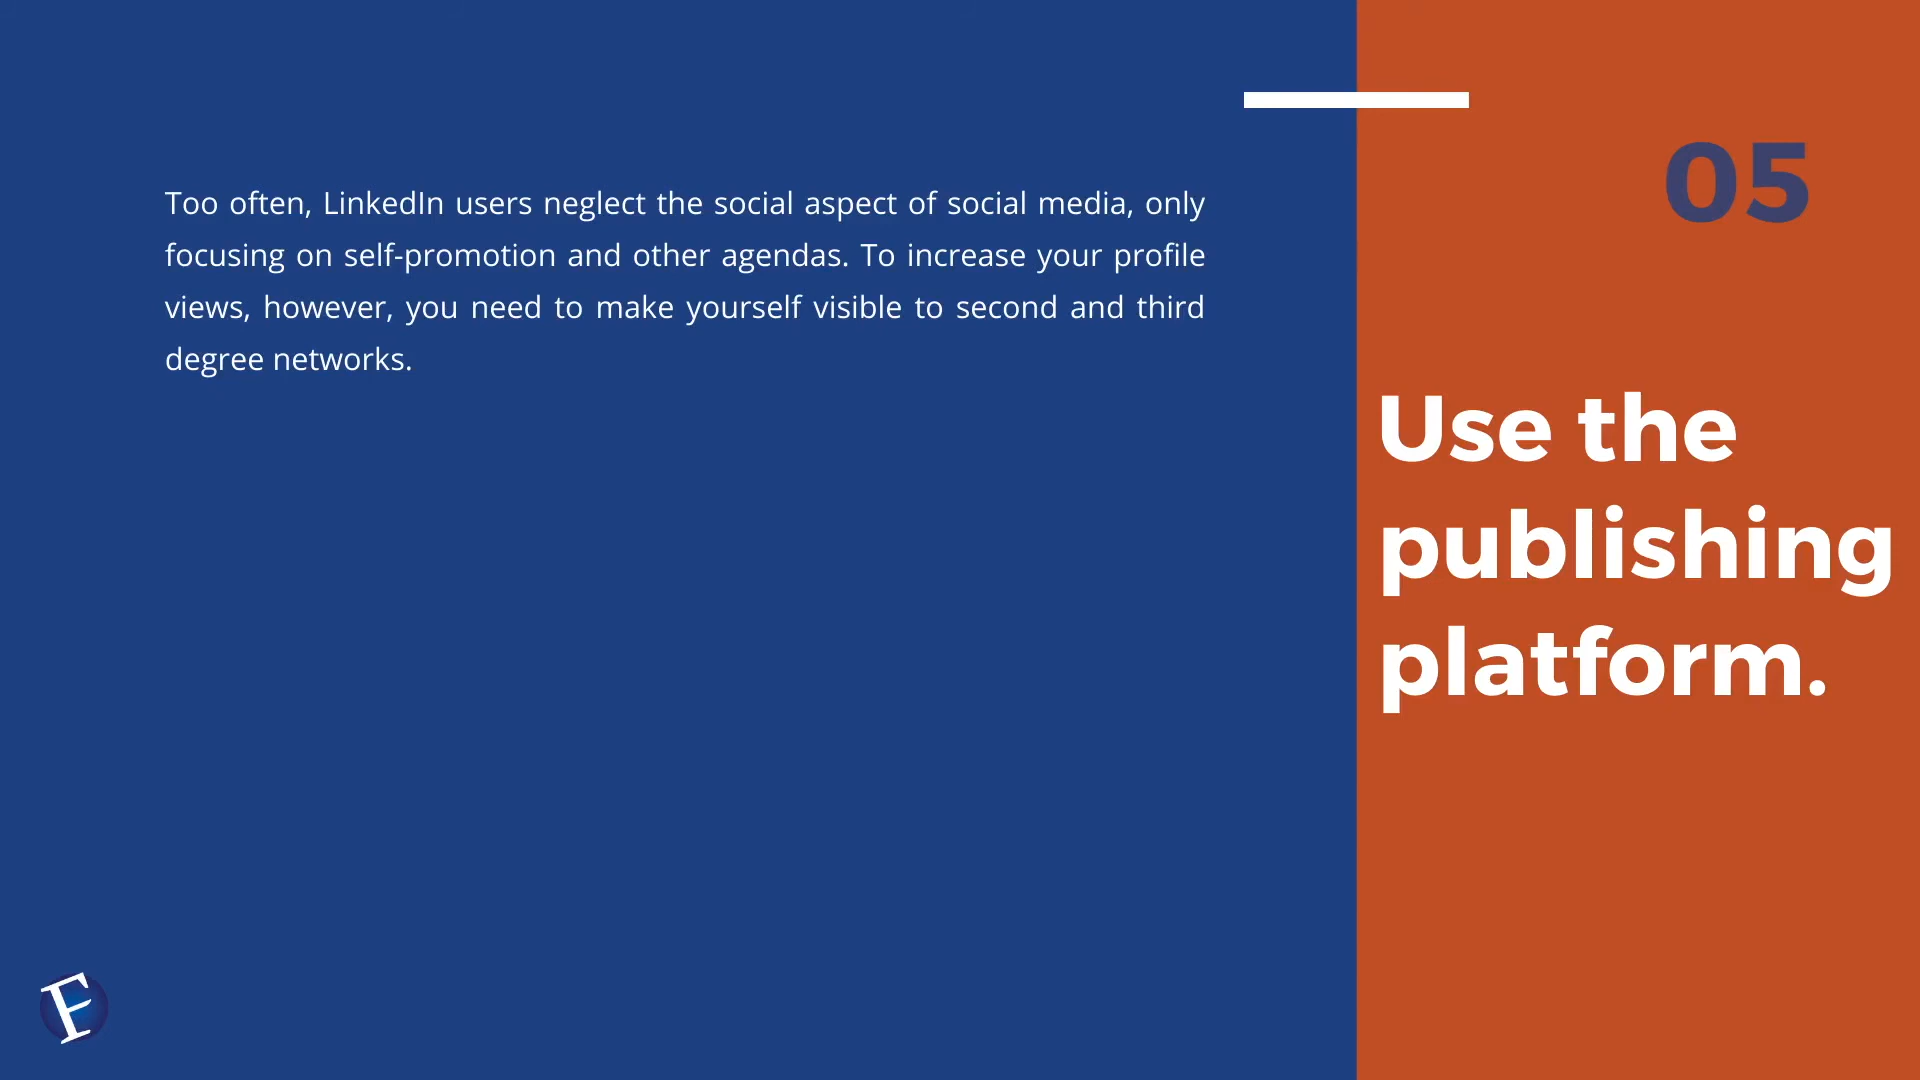 Too often, LinkedIn users neglect the social aspect of social media, only
focusing on self-promotion and other agendas. To increase your profile
views, however, you need to make yourself visible to second and third
degree networks.
05
Use the
publishing
platform.
F